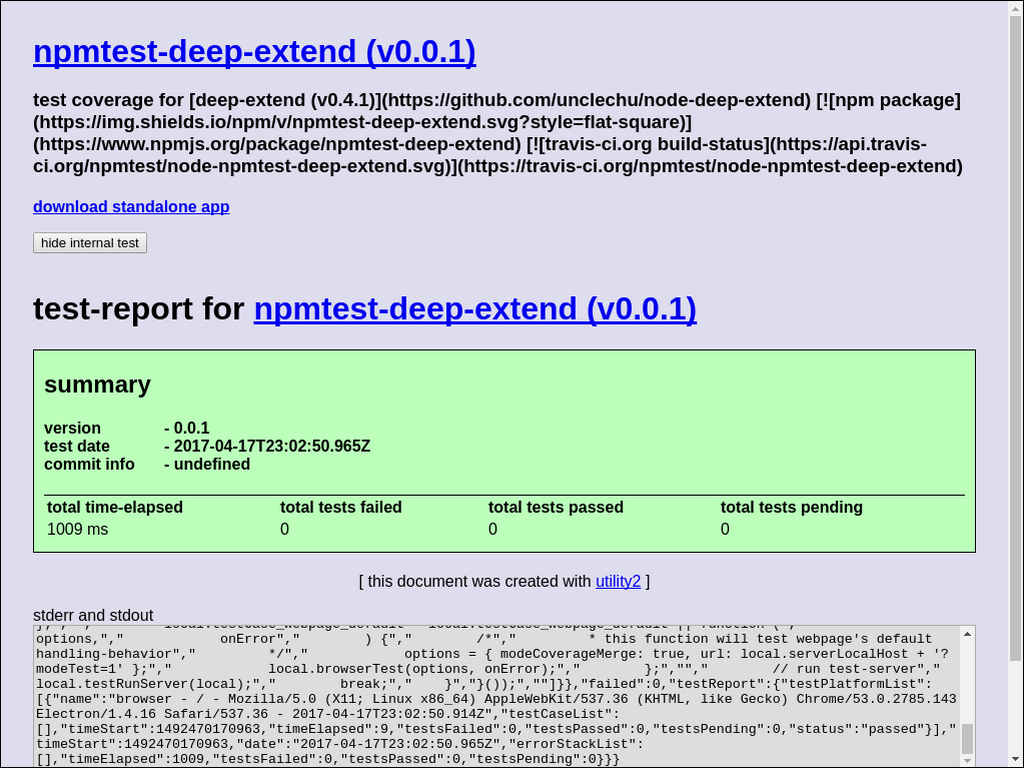 npmtest-deep-extend (v0.0.1)
test coverage for [deep-extend (v0.4.1)](https://github.com/unclechu/node-deep-extend) [![npm package]
(https://img.shields.io/npm/v/npmtest-deep-extend.svg?style=flat-square)]
(https://www.npmjs.org/package/npmtest-deep-extend) [![travis-ci.org build-status](https://api.travis-
ci.org/npmtest/node-npmtest-deep-extend.svg)](https://travis-ci.org/npmtest/node-npmtest-deep-extend)
download standalone app
hide internal test
test-report for npmtest-deep-extend (v0.0.1)
summary
version - 0.0.1
test date - 2017-04-17T23:02:50.965Z
commit info - undefined
total time-elapsed total tests failed total tests passed total tests pending
1009 ms 0 0 0
[ this document was created with utility2 ]
stderr and stdout
options,","            onError","        ) {","        /*","         * this function will test webpage's default
handling-behavior","         */","            options = { modeCoverageMerge: true, url: local.serverLocalHost + '?
modeTest=1' };","            local.browserTest(options, onError);","        };","","        // run test-server","
local.testRunServer(local);","        break;","    }","}());",""]}},"failed":0,"testReport":{"testPlatformList":
[{"name":"browser - / - Mozilla/5.0 (X11; Linux x86_64) AppleWebKit/537.36 (KHTML, like Gecko) Chrome/53.0.2785.143
Electron/1.4.16 Safari/537.36 - 2017-04-17T23:02:50.914Z","testCaseList":
[],"timeStart":1492470170963,"timeElapsed":9,"testsFailed":0,"testsPassed":0,"testsPending":0,"status":"passed"}],"
timeStart":1492470170963,"date":"2017-04-17T23:02:50.965Z","errorStackList":
[],"timeElapsed":1009,"testsFailed":0,"testsPassed":0,"testsPending":0}}}